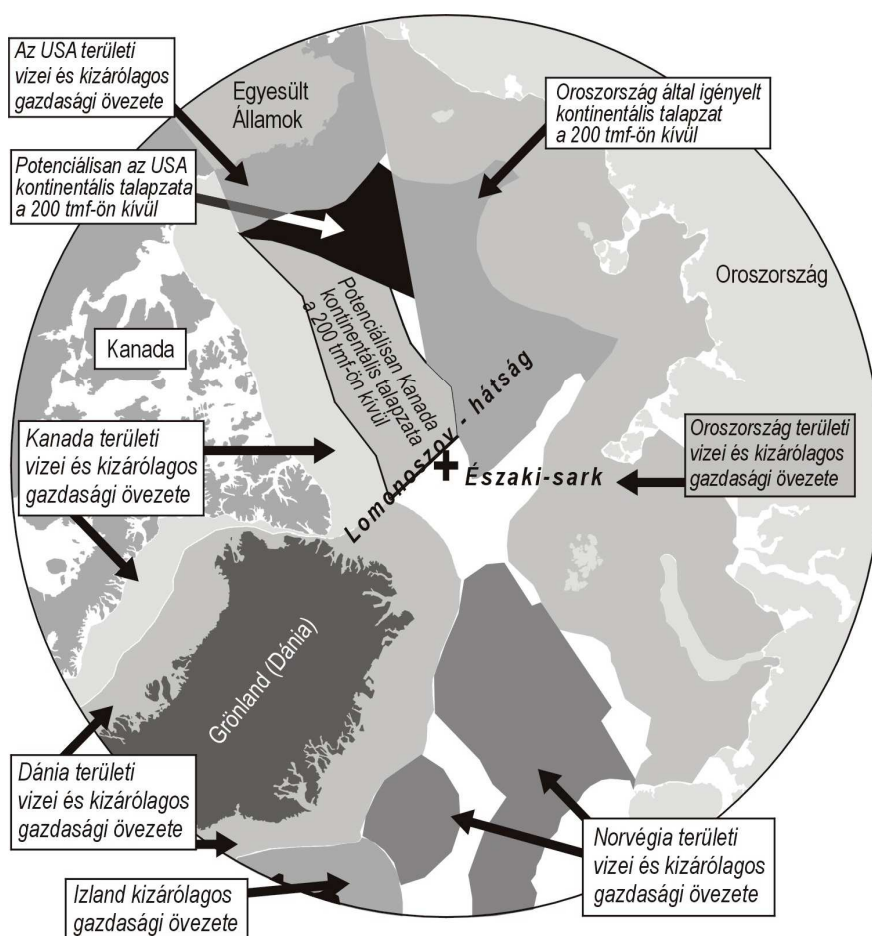 Az USA területi
vizei és kizárólagos
gazdasági övezete
Egyesült
Államok
Oroszország által igényelt
kontinentális talapzat
a 200 tmf-ön kívül
Potenciálisan az USA
kontinentális talapzata
a 200 tmf-ön kívül
Oroszország
Potenciálisan Kanada
kontinentális talapzata
a 200 tmf-ön kívül
Kanada
Lomonoszov - hátság
Kanada területi
vizei és kizárólagos
gazdasági övezete
Északi-sark
Oroszország területi
vizei és kizárólagos
gazdasági övezete
Grönland (Dánia)
Dánia területi
vizei és kizárólagos
gazdasági övezete
Norvégia területi
vizei és kizárólagos
gazdasági övezete
Izland kizárólagos
gazdasági övezete